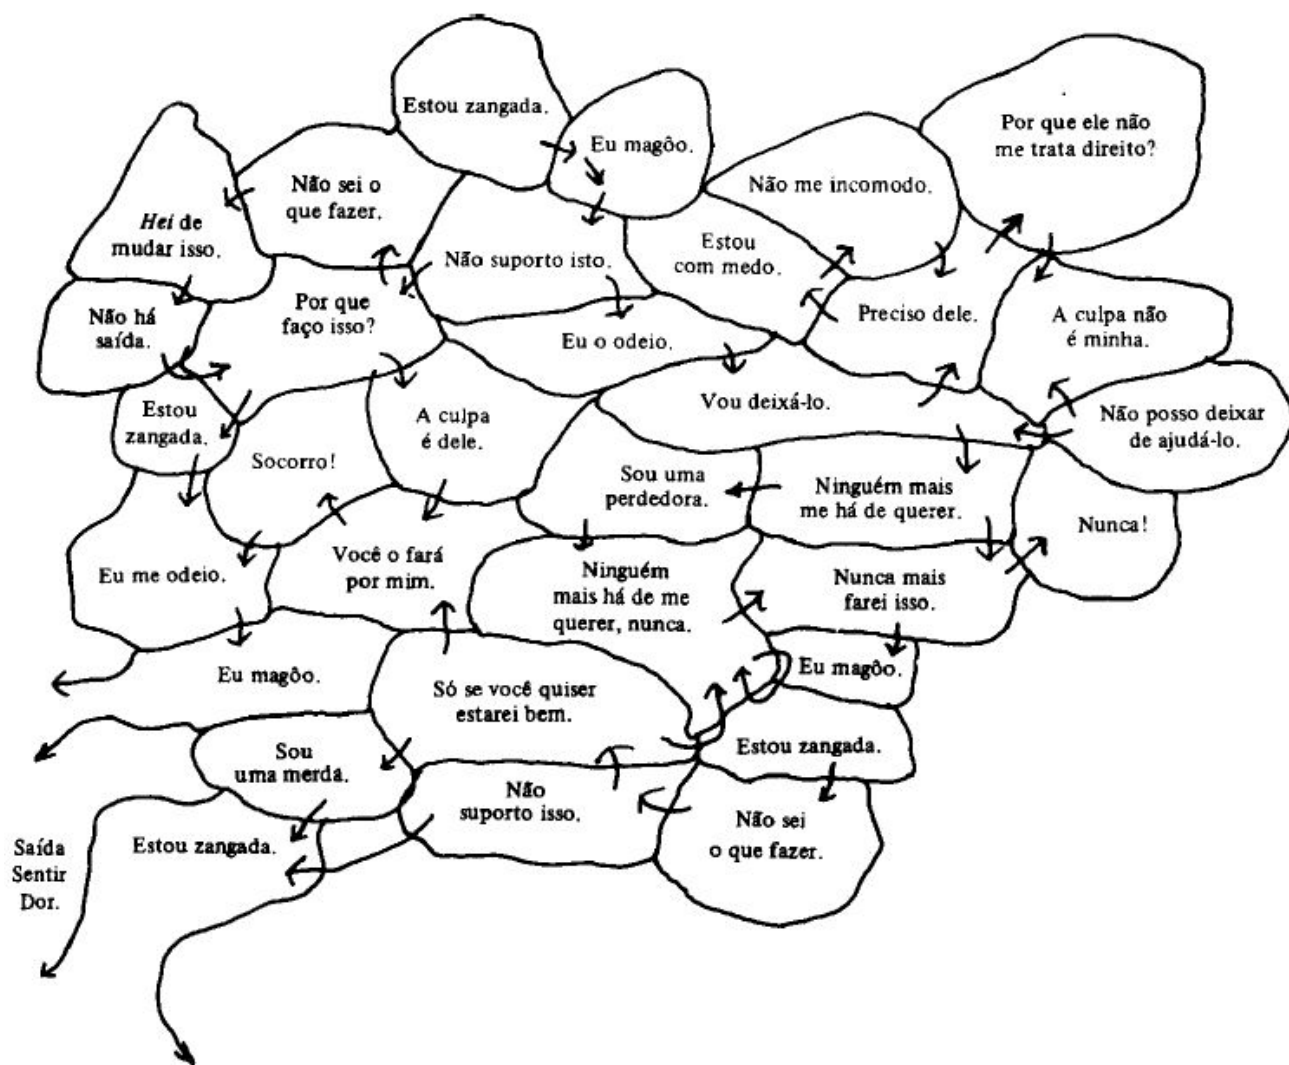 Estou zangada.
Eu magôo.
Por que ele não
me trata direito?
Não sei o
que fazer.
Não me incomodo.
Hei de
mudar isso.
Não suporto isto.
Estou
com medo.
Não há
saída.
Por que
faço isso?
Eu o odeio.
Preciso dele.
A culpa não
é minha.
Estou
zangada.
A culpa
é dele.
Vou deixá-lo.
Não posso deixar
de ajudá-lo.
Socorro!
Sou uma
perdedora.
Ninguém mais
me há de querer.
Nunca!
Eu me odeio.
Você o fará
por mim.
Ninguém
mais há de me
querer, nunca.
Nunca mais
farei isso.
Eu magôo.
Só se você quiser
estarei bem.
Eu magôo.
Sou
uma merda.
Estou zangada.
Não
suporto isso.
Não sei
o que fazer.
Estou zangada.
Saída
Sentir
Dor.